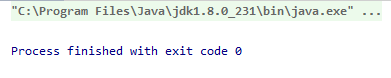 "C:\Program Files\Java\jdk1.8.0_231\bin\java.exe" ...
Process finished with exit code 0